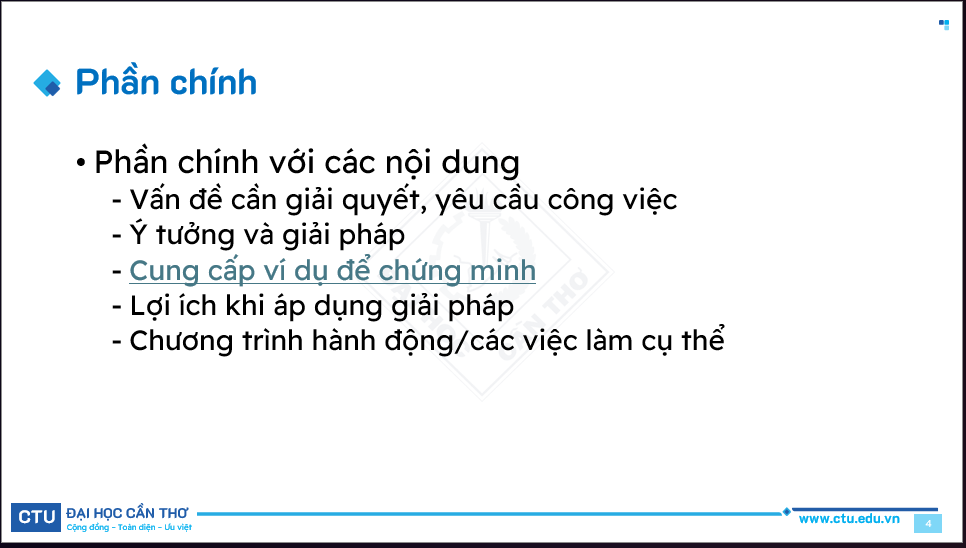 Phần chính
• Phần chính với các nội dung
- Vấn đề cần giải quyết, yêu cầu công việc
- Ý tưởng và giải pháp
- Cung cấp ví dụ để chứng minh
- Lợi ích khi áp dụng giải pháp
- Chương trình hành động/các việc làm cụ thể
CTU ĐẠI HỌC CẦN THƠ
Cộng đồng – Toàn diện – Ưu việt
www.ctu.edu.vn
4